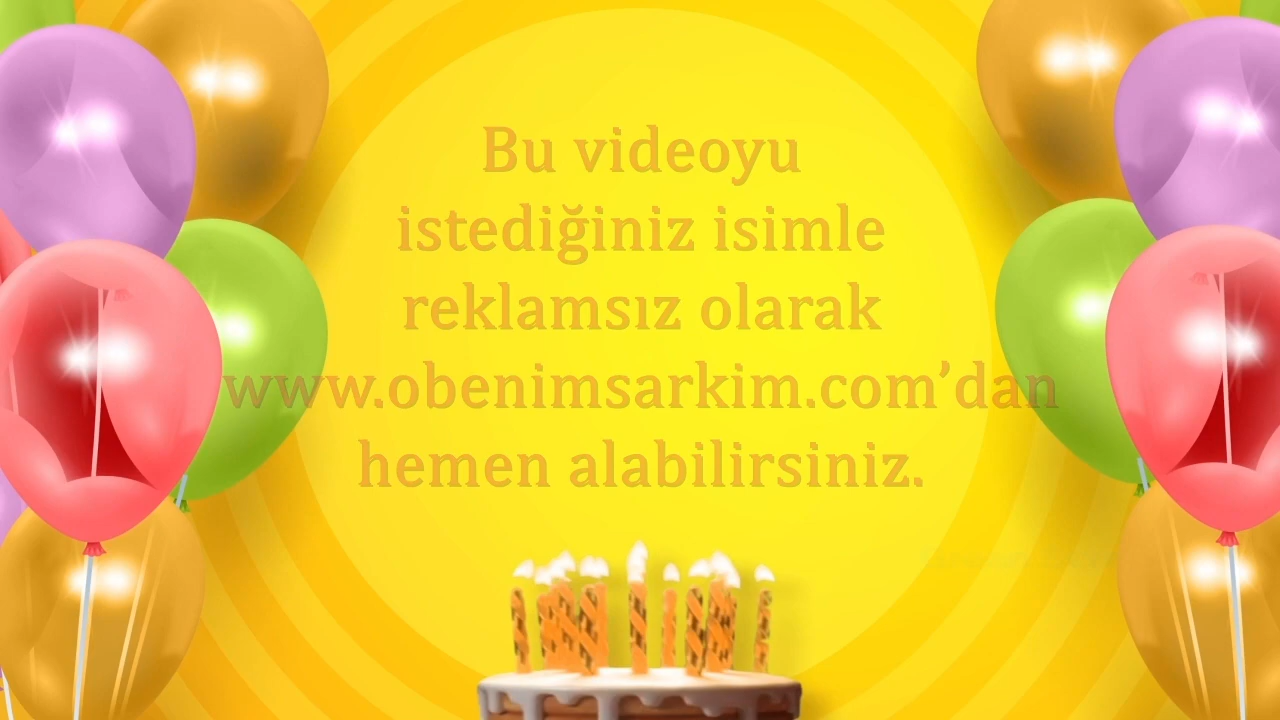 Bu videoyu
istediğiniz isimle
reklamsız olarak
www.obenimsarkim.com’dan
hemen alabilirsiniz.